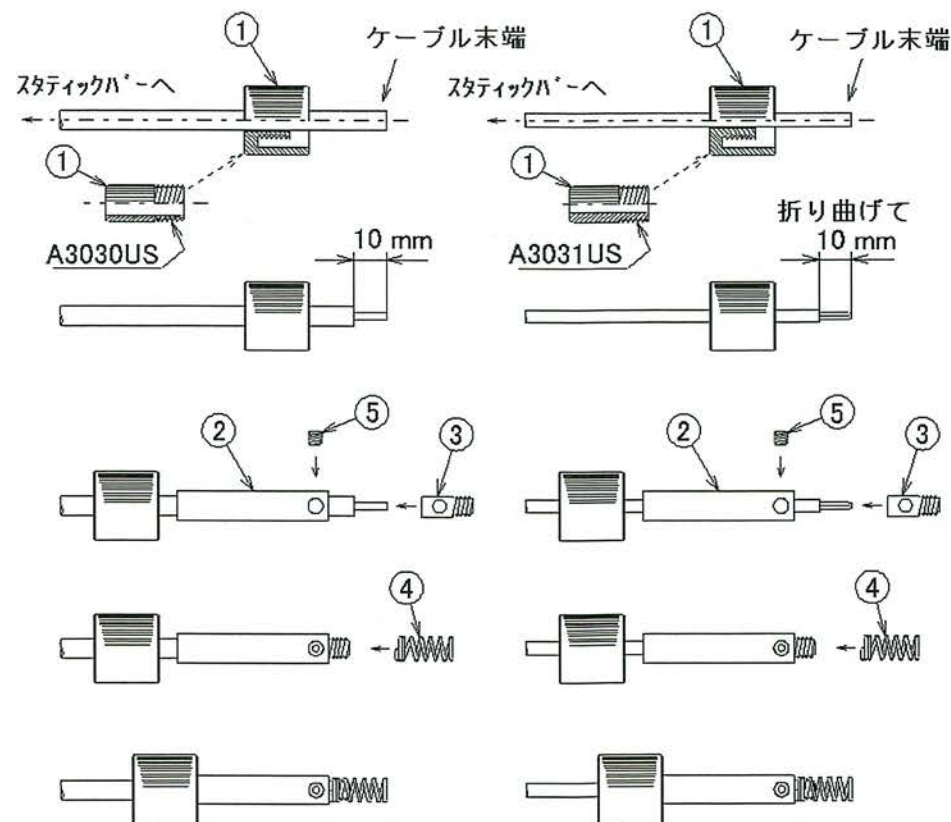 ① ケーブル末端
スタティックバーへ
①
A3030US
10 mm
② ⑤ ③
④
① ケーブル末端
スタティックバーへ
①
A3031US
折り曲げて
10 mm
② ⑤ ③
④